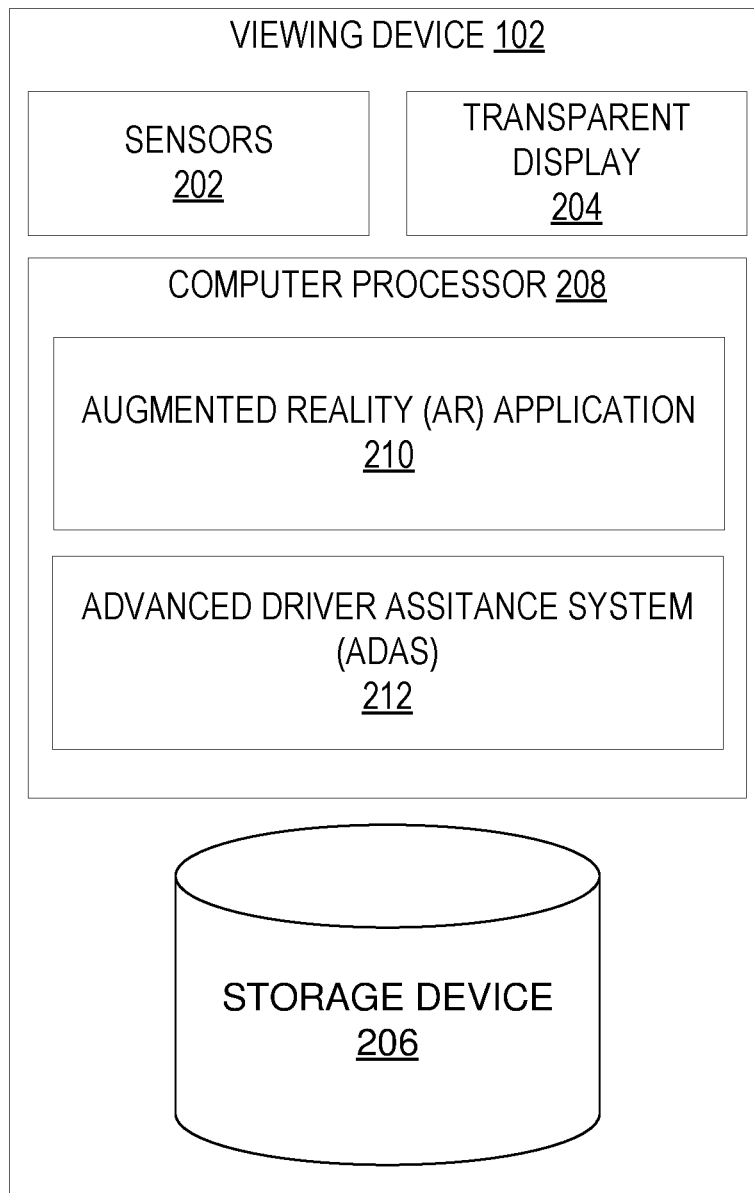 VIEWING DEVICE 102
SENSORS
202
TRANSPARENT
DISPLAY
204
COMPUTER PROCESSOR 208
AUGMENTED REALITY (AR) APPLICATION
210
ADVANCED DRIVER ASSITANCE SYSTEM
(ADAS)
212
STORAGE DEVICE
206